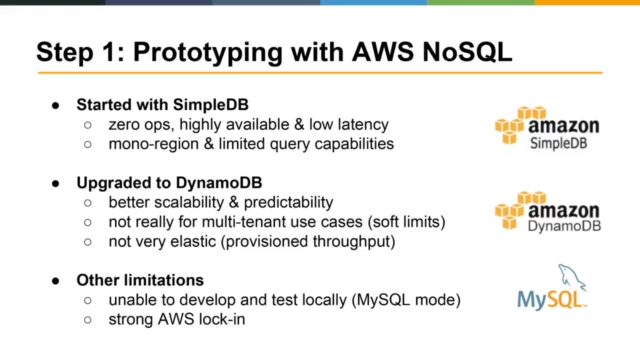 Step 1: Prototyping with AWS NoSQL
● Started with SimpleDB
○ zero ops, highly available & low latency
○ mono-region & limited query capabilities
amazon
SimpleDB
● Upgraded to DynamoDB
○ better scalability & predictability
○ not really for multi-tenant use cases (soft limits)
○ not very elastic (provisioned throughput)
amazon
DynamoDB
● Other limitations
○ unable to develop and test locally (MySQL mode)
○ strong AWS lock-in
MySQL